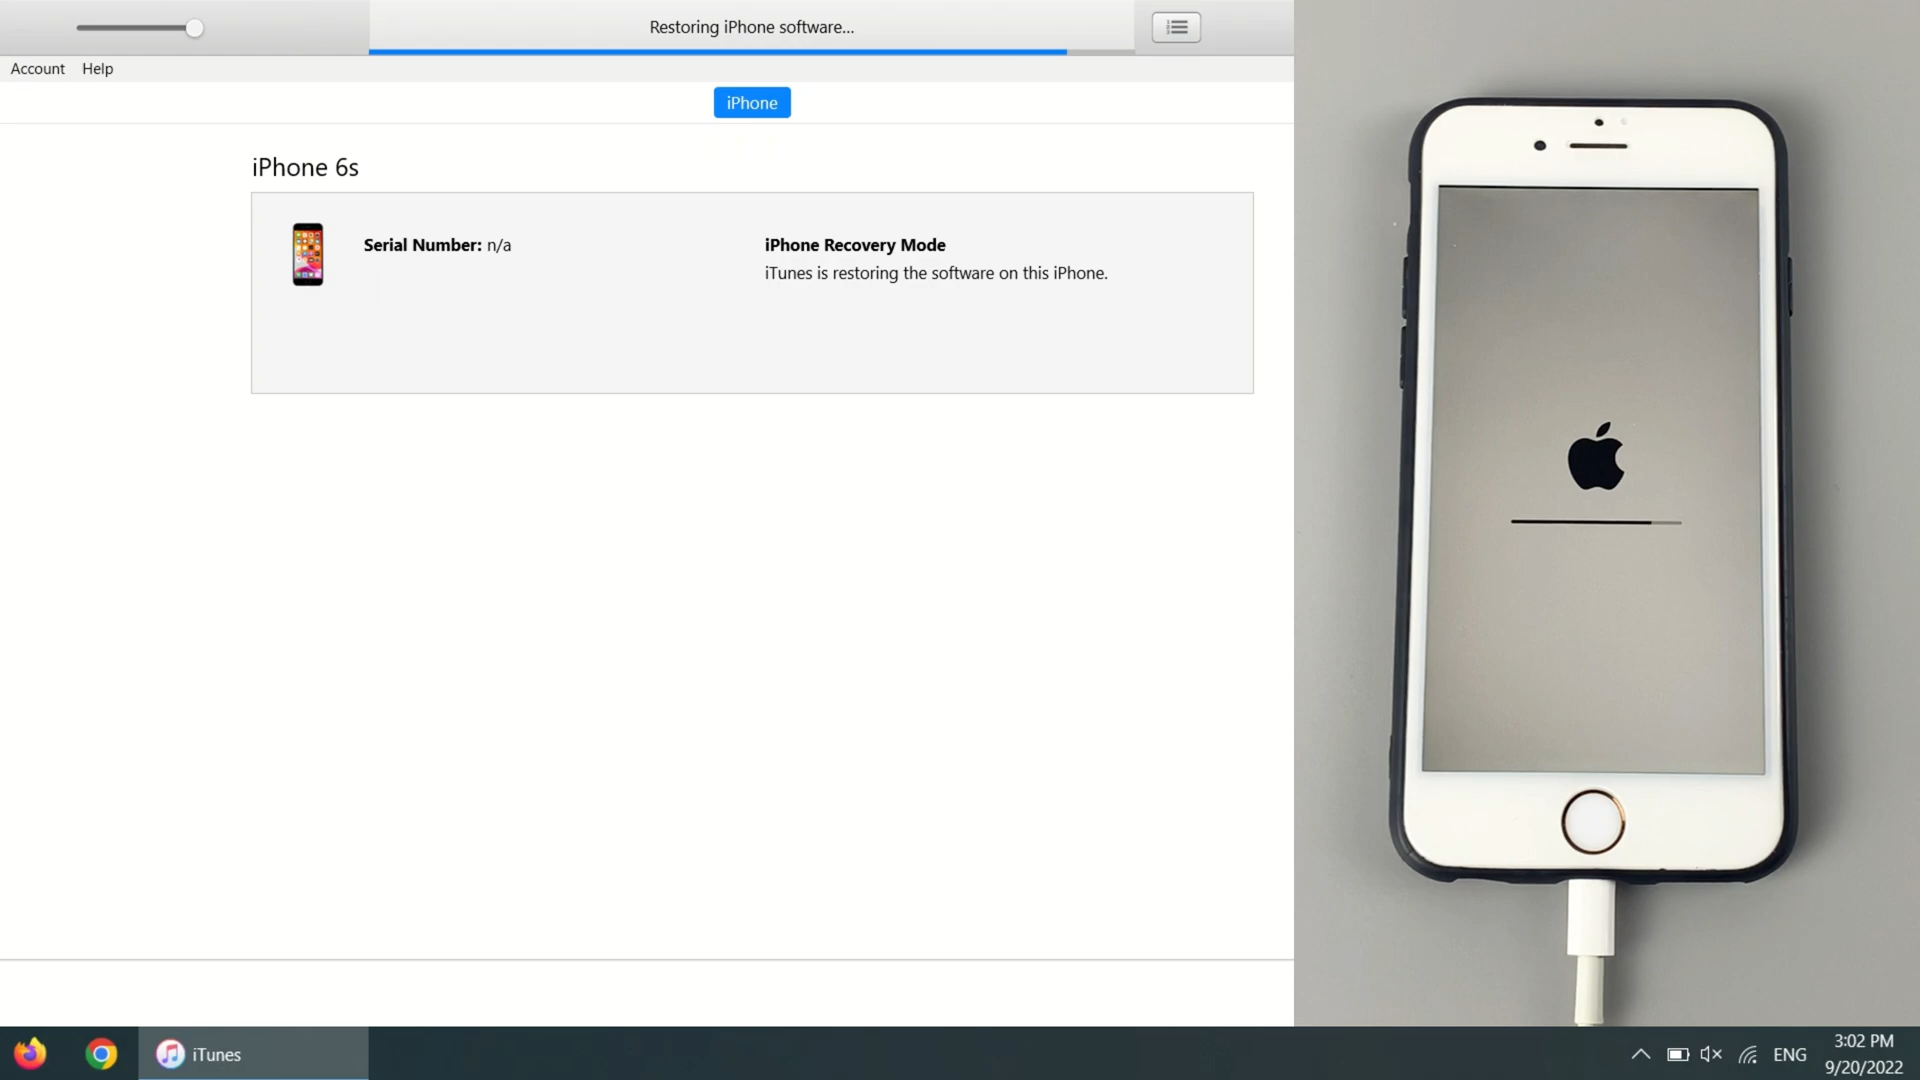 Restoring iPhone software...
Account Help
iPhone
iPhone 6s
Serial Number: n/a
iPhone Recovery Mode
iTunes is restoring the software on this iPhone.
iTunes
ENG
3:02 PM
9/20/2022